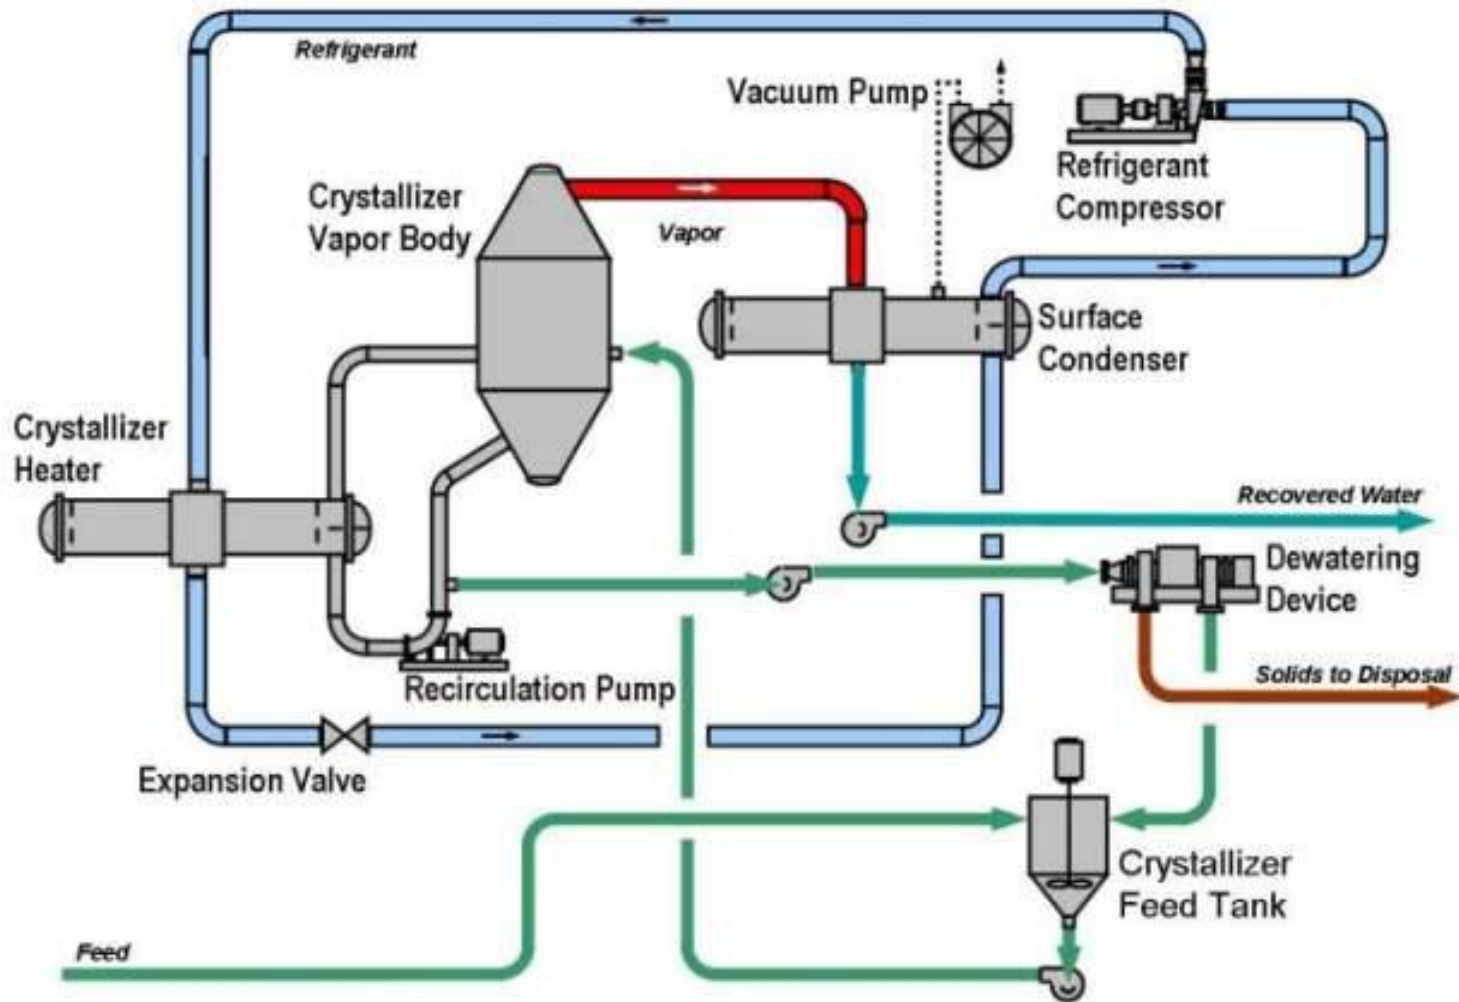 Refrigerant
Vacuum Pump
Refrigerant
Compressor
Crystallizer
Vapor Body
Vapor
Surface
Condenser
Crystallizer
Heater
Recovered Water
Dewatering
Device
Solids to Disposal
Recirculation Pump
Expansion Valve
Crystallizer
Feed Tank
Feed